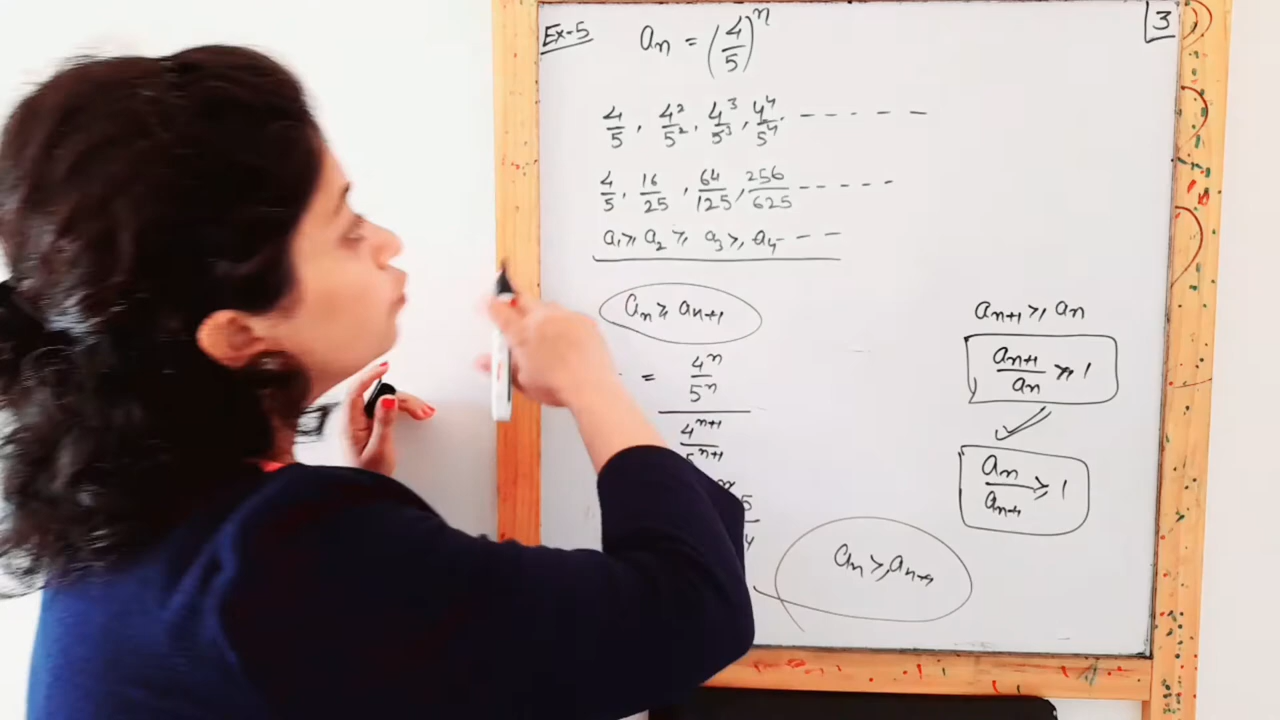 Ex-5 aₙ = (4/5)ⁿ
3
4/5, 4²/5², 4³/5³, 4⁴/5⁴, - - - - - -
4/5, 16/25, 64/125, 256/625 - - - - -
a₁ ≥ a₂ ≥ a₃ ≥ a₄ - - -
aₙ ≥ aₙ₊₁
= 4ⁿ/5ⁿ
4ⁿ⁺¹/5ⁿ⁺¹
aₙ ≥ aₙ₊₁
aₙ₊₁ ≥ aₙ
aₙ₊₁/aₙ ≥ 1
aₙ/aₙ₊₁ ≥ 1